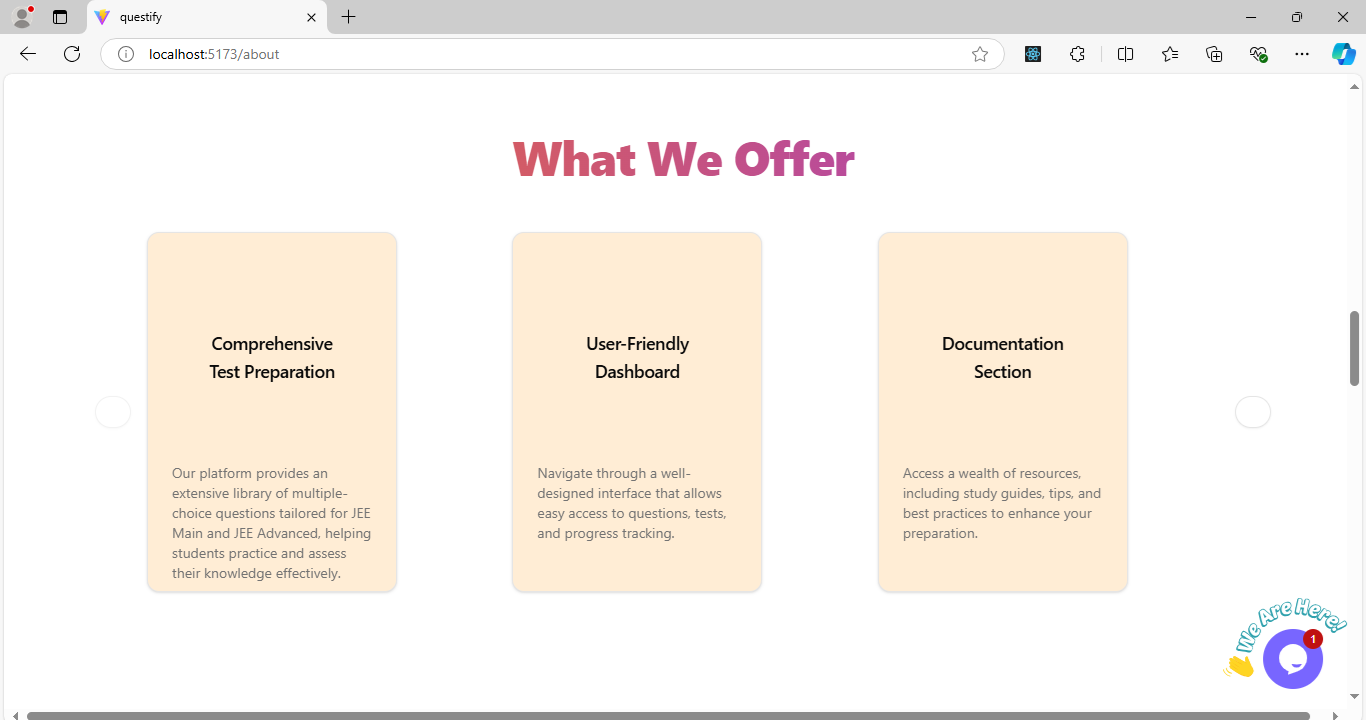 questify
localhost:5173/about
What We Offer
Comprehensive
Test Preparation
Our platform provides an
extensive library of multiple-
choice questions tailored for JEE
Main and JEE Advanced, helping
students practice and assess
their knowledge effectively.
User-Friendly
Dashboard
Navigate through a well-
designed interface that allows
easy access to questions, tests,
and progress tracking.
Documentation
Section
Access a wealth of resources,
including study guides, tips, and
best practices to enhance your
preparation.
We Are Here!
1